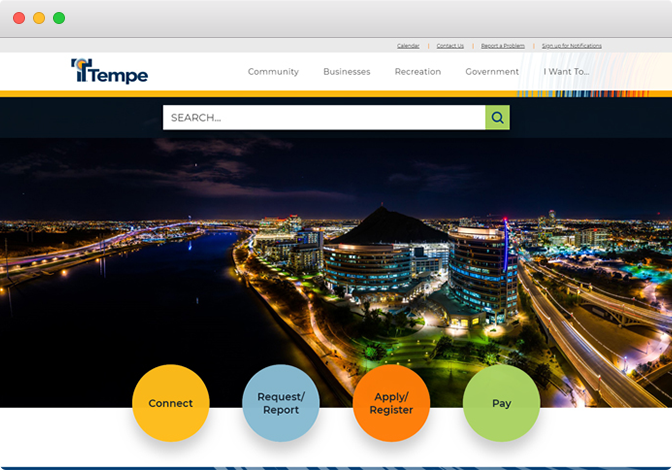 Calendar | Contact Us | Report a Problem | Sign up for Notifications
Tempe
Community Businesses Recreation Government I Want To...
SEARCH...
Connect
Request/
Report
Apply/
Register
Pay